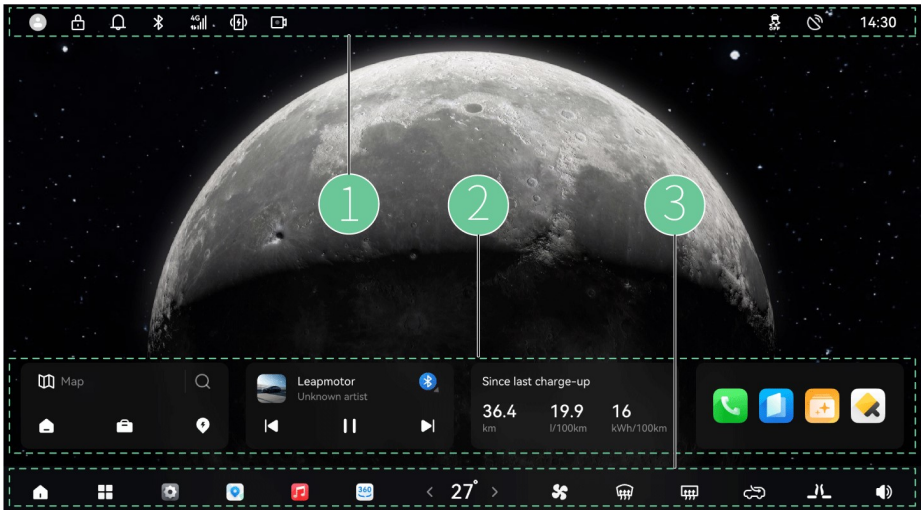 4G
OFF
14:30
1
2
3
Map
Leapmotor
Unknown artist
Since last charge-up
36.4
19.9
16
km
l/100km
kWh/100km
360
< 27° >